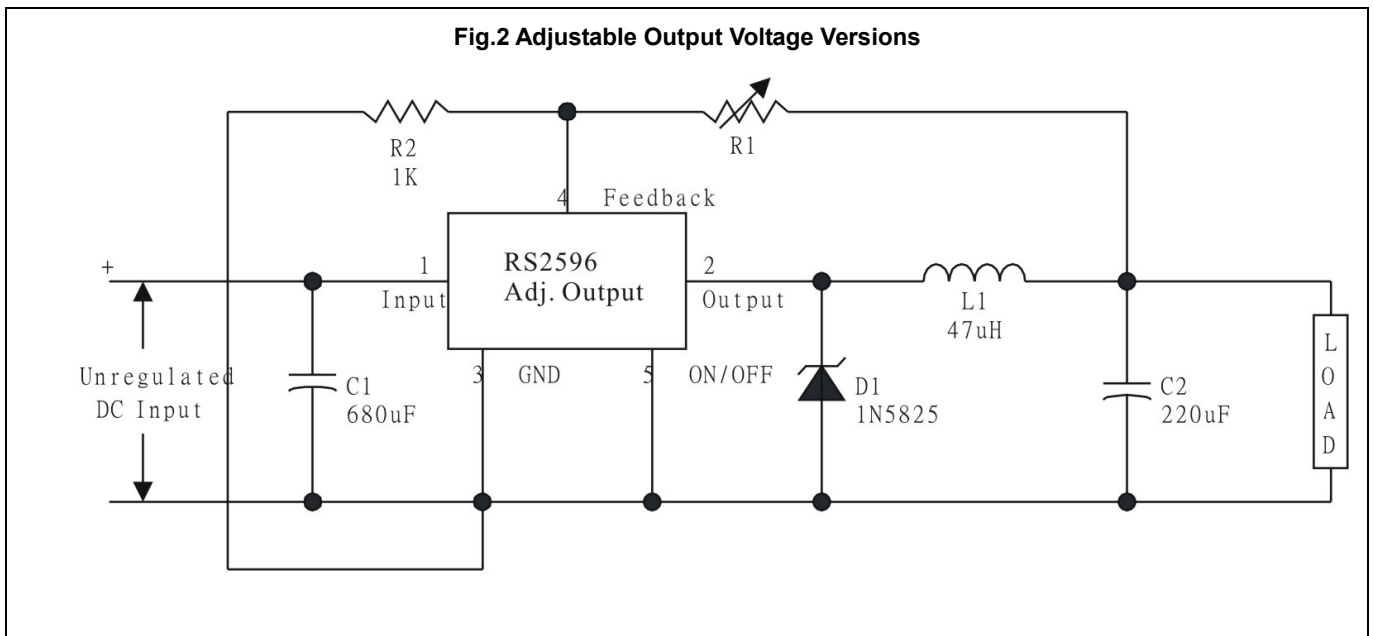 Fig.2 Adjustable Output Voltage Versions
R2
1K
R1
4 Feedback
+
1
Input
RS2596
Adj. Output
2
Output
L1
47uH
Unregulated
DC Input
C1
680uF
3 GND
5 ON/OFF
D1
1N5825
C2
220uF
L
O
A
D